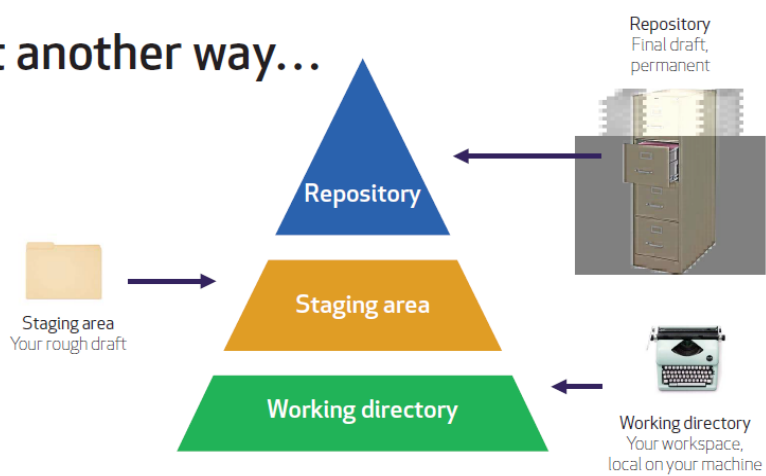 another way...
Repository
Final draft,
permanent
Repository
Staging area
Staging area
Your rough draft
Working directory
Working directory
Your workspace,
local on your machine